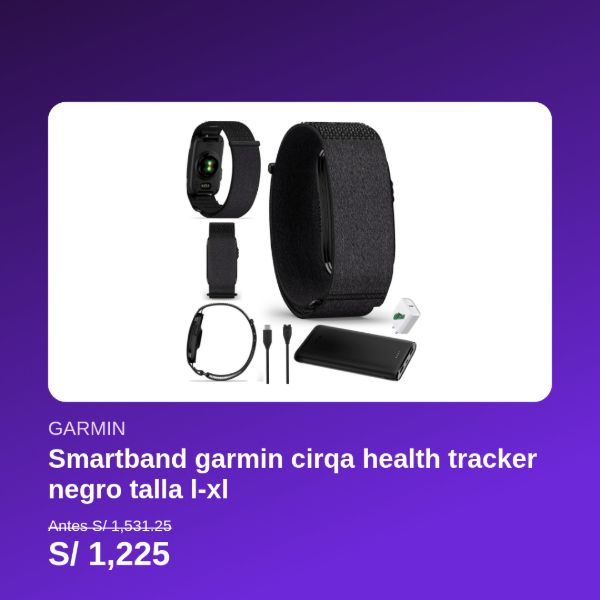 GARMIN
Smartband garmin cirqa health tracker
negro talla l-xl
Antes S/ 1,531.25
S/ 1,225